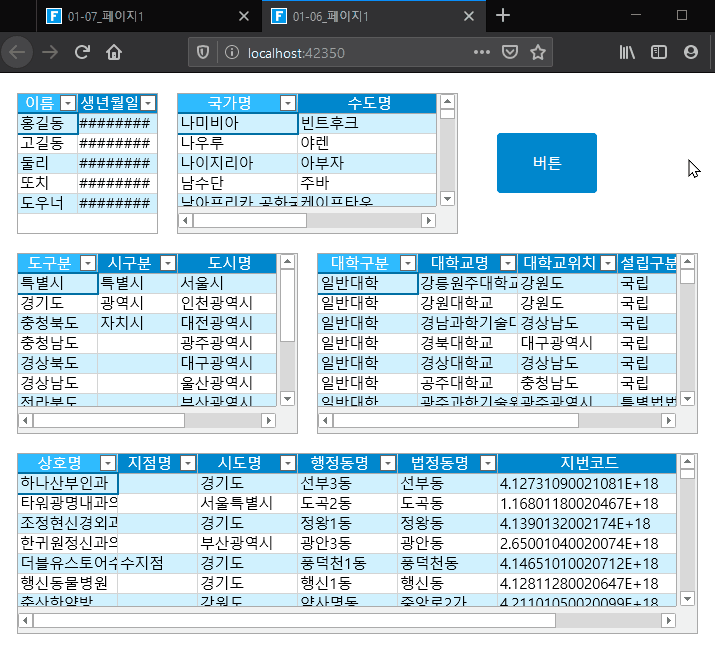 01-07_페이지1
01-06_페이지1
localhost:42350
이름 생년월일
홍길동 ########
고길동 ########
둘리 ########
또치 ########
도우너 ########
국가명 수도명
나미비아 빈트후크
나우루 야렌
나이지리아 아부자
남수단 주바
남아프리카 공화국 케이프타운
버튼
도구분 시구분 도시명
특별시 특별시 서울시
경기도 광역시 인천광역시
충청북도 자치시 대전광역시
충청남도 광주광역시
경상북도 대구광역시
경상남도 울산광역시
전라북도 부산광역시
대학구분 대학교명 대학교위치 설립구분
일반대학 강릉원주대학교 강원도 국립
일반대학 강원대학교 강원도 국립
일반대학 경남과학기술대 경상남도 국립
일반대학 경북대학교 대구광역시 국립
일반대학 경상대학교 경상남도 국립
일반대학 공주대학교 충청남도 국립
일반대학 광주과학기술원 광주광역시 특별법법
상호명 지점명 시도명 행정동명 법정동명 지번코드
하나산부인과 경기도 선부3동 선부동 4.12731090021081E+18
타워광명내과의 서울특별시 도곡2동 도곡동 1.16801180020467E+18
조정현신경외과 경기도 정왕1동 정왕동 4.1390132002174E+18
한귀원정신과의 부산광역시 광안3동 광안동 2.65001040020074E+18
더블유스토어수 수지점 경기도 풍덕천1동 풍덕천동 4.14651010020712E+18
행신동물병원 경기도 행신1동 행신동 4.12811280020647E+18
춘산한약방 강원도 약사명동 중앙로2가 4.21101050020099E+18